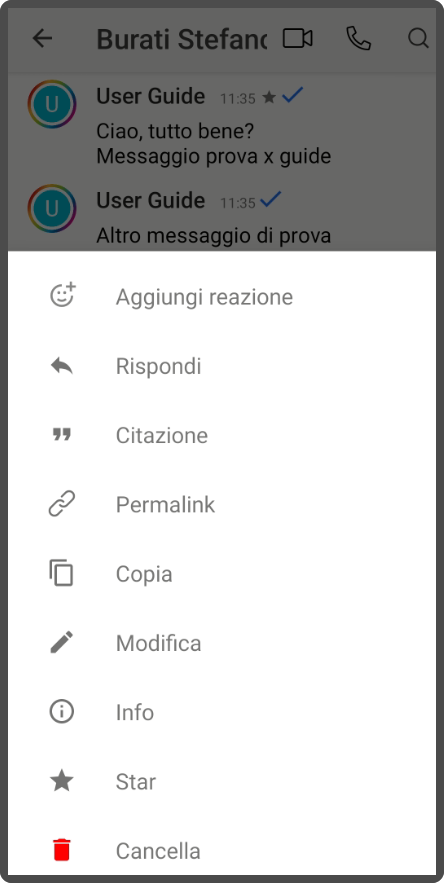 Burati Stefano
U
User Guide 11:35
Ciao, tutto bene?
Messaggio prova x guide
U
User Guide 11:35
Altro messaggio di prova
Aggiungi reazione
Rispondi
Citazione
Permalink
Copia
Modifica
Info
Star
Cancella